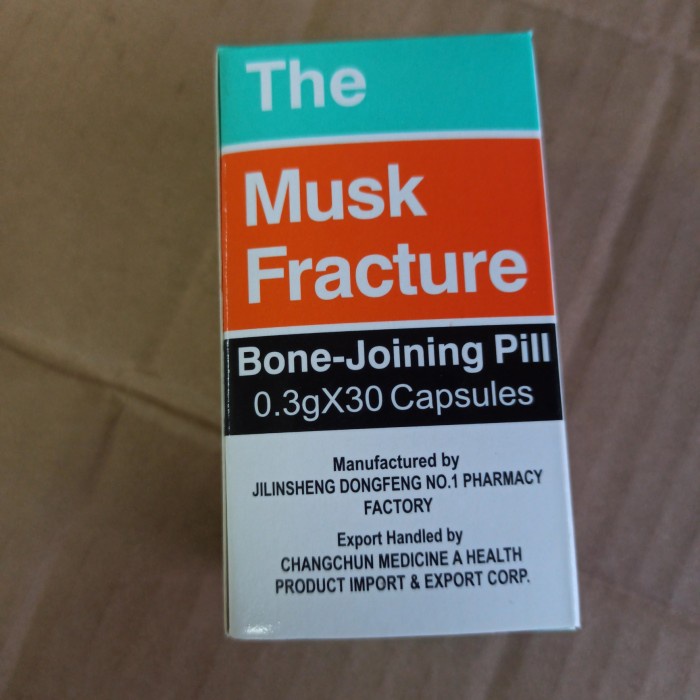 The
Musk
Fracture
Bone-Joining Pill
0.3gX30 Capsules
Manufactured by
JILINSHENG DONGFENG NO.1 PHARMACY
FACTORY
Export Handled by
CHANGCHUN MEDICINE A HEALTH
PRODUCT IMPORT & EXPORT CORP.